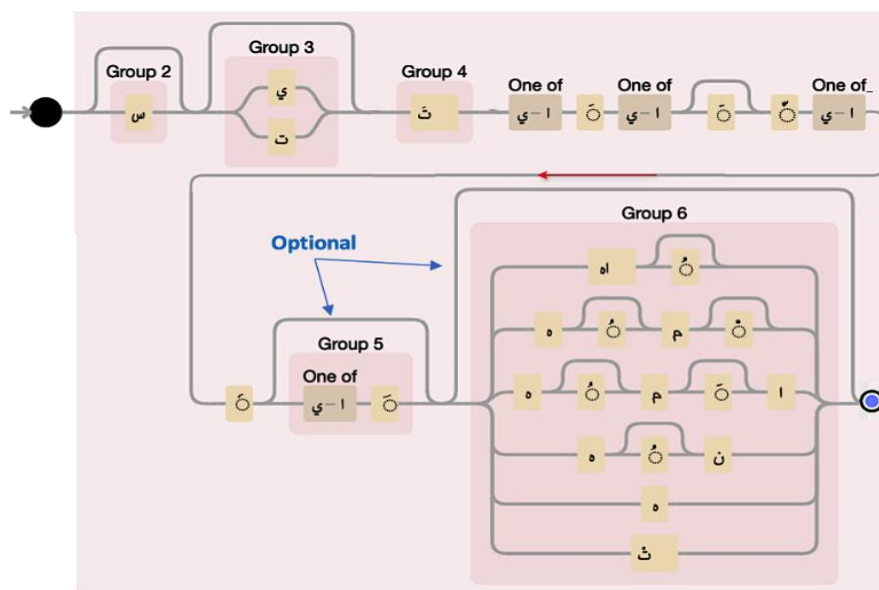 Group 3
Group 2
Group 4
One of
One of
One of_
ي
س
ت
تَ
ا – ي
◌َ
ا – ي
◌َ
◌ّ
ا – ي
Optional
Group 5
One of
◌َ
ا – ي
◌َ
Group 6
اه ◌ُ
ه ◌ُ م ◌ْ
ه ◌ُ م ◌َ ا
ه ◌ُ ن
ه
تْ